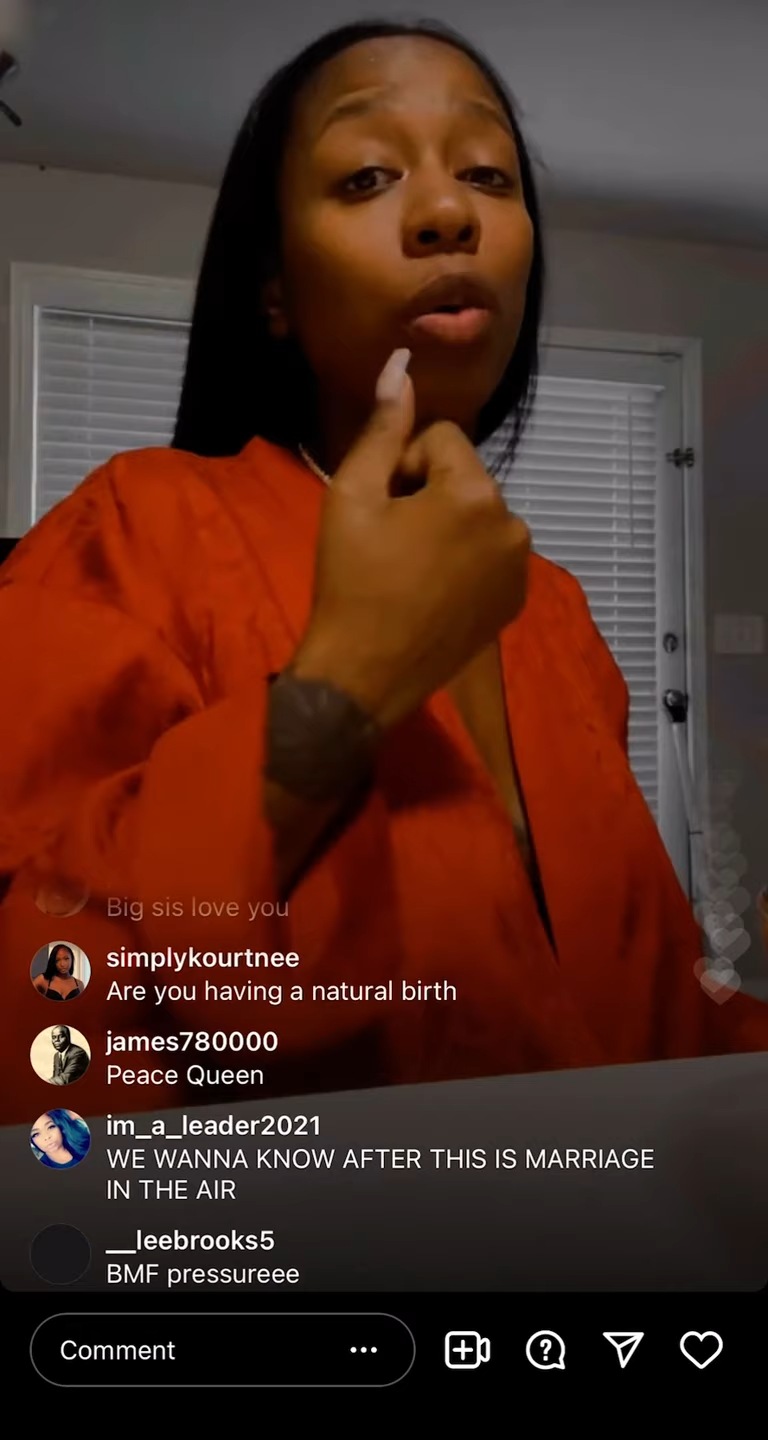 Big sis love you
simplykourtnee
Are you having a natural birth
james780000
Peace Queen
im_a_leader2021
WE WANNA KNOW AFTER THIS IS MARRIAGE
IN THE AIR
__leebrooks5
BMF pressureee
Comment